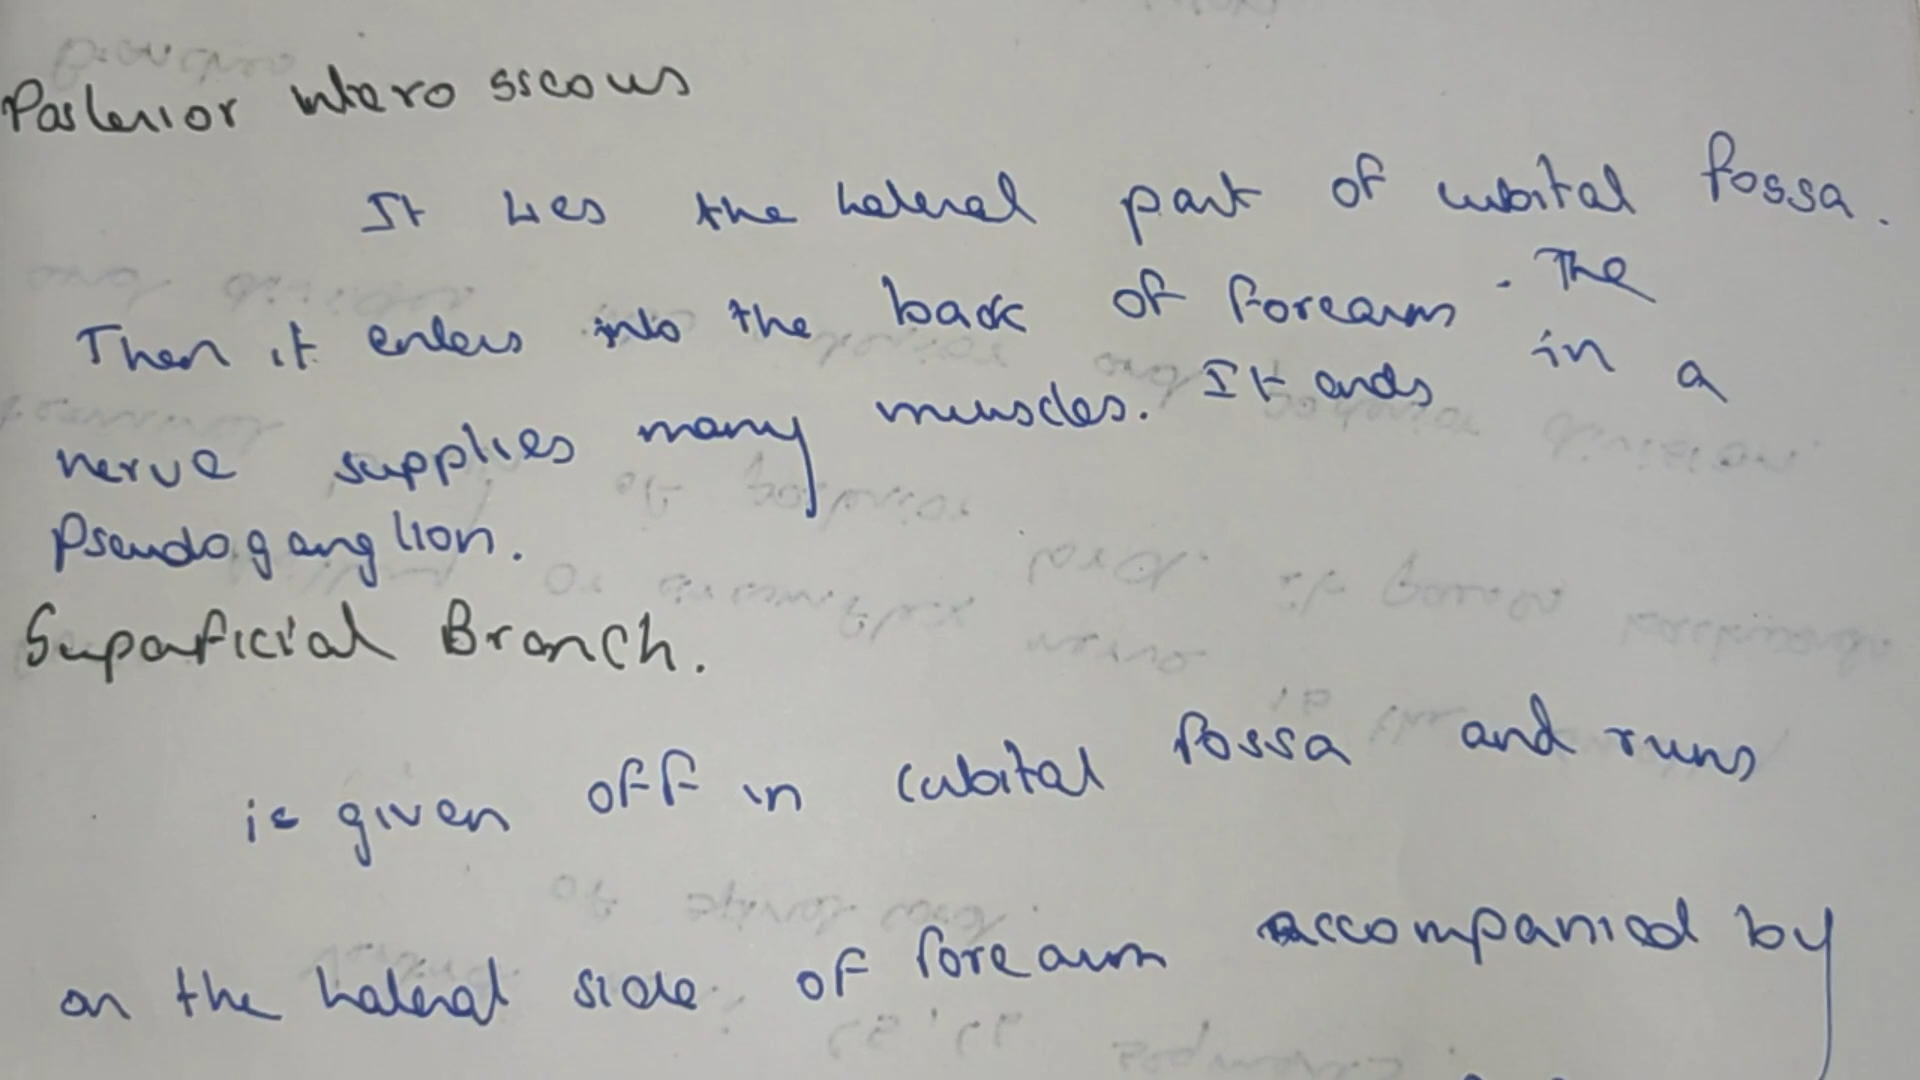 Posterior interosscous
It lies the lateral part of cubital fossa.
Then it enters into the back of forearm. The
nerve supplies many muscles. It ends in a
Pseudoganglion.
Superficial Branch.
is given off in cubital fossa and runs
on the lateral side of forearm accompanied by